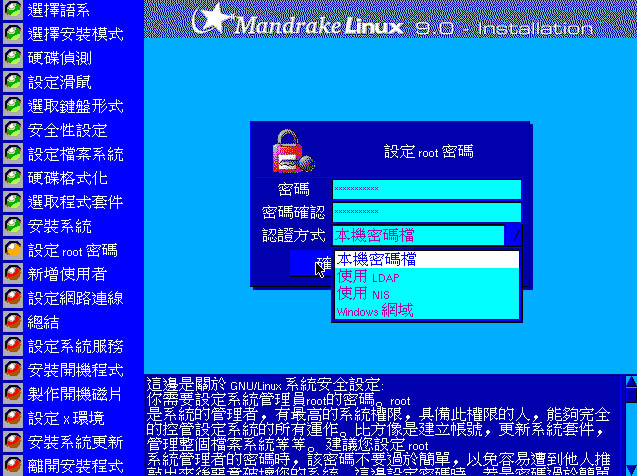 選擇語系
選擇安裝模式
硬碟偵測
設定滑鼠
選取鍵盤形式
安全性設定
設定檔案系統
硬碟格式化
選取程式套件
安裝系統
設定 root 密碼
新增使用者
設定網路連線
總結
設定系統服務
安裝開機程式
製作開機磁片
設定 X 環境
安裝系統更新
離開安裝程式
MandrakeLinux 9.0 - Installation
設定 root 密碼
密碼 ***********
密碼確認 ***********
認證方式 本機密碼檔
本機密碼檔
使用 LDAP
使用 NIS
Windows 網域
這邊是關於 GNU/Linux 系統安全設定:
你需要設定系統管理員root的密碼。root
是系統的管理者，有最高的系統權限，具備此權限的人，能夠完全
的控管設定系統的所有運作。比方像是建立帳號，更新系統套件，
管理整個檔案系統等等。 建議您設定 root
系統管理者的密碼時，該密碼不要過於簡單，以免容易遭到他人推